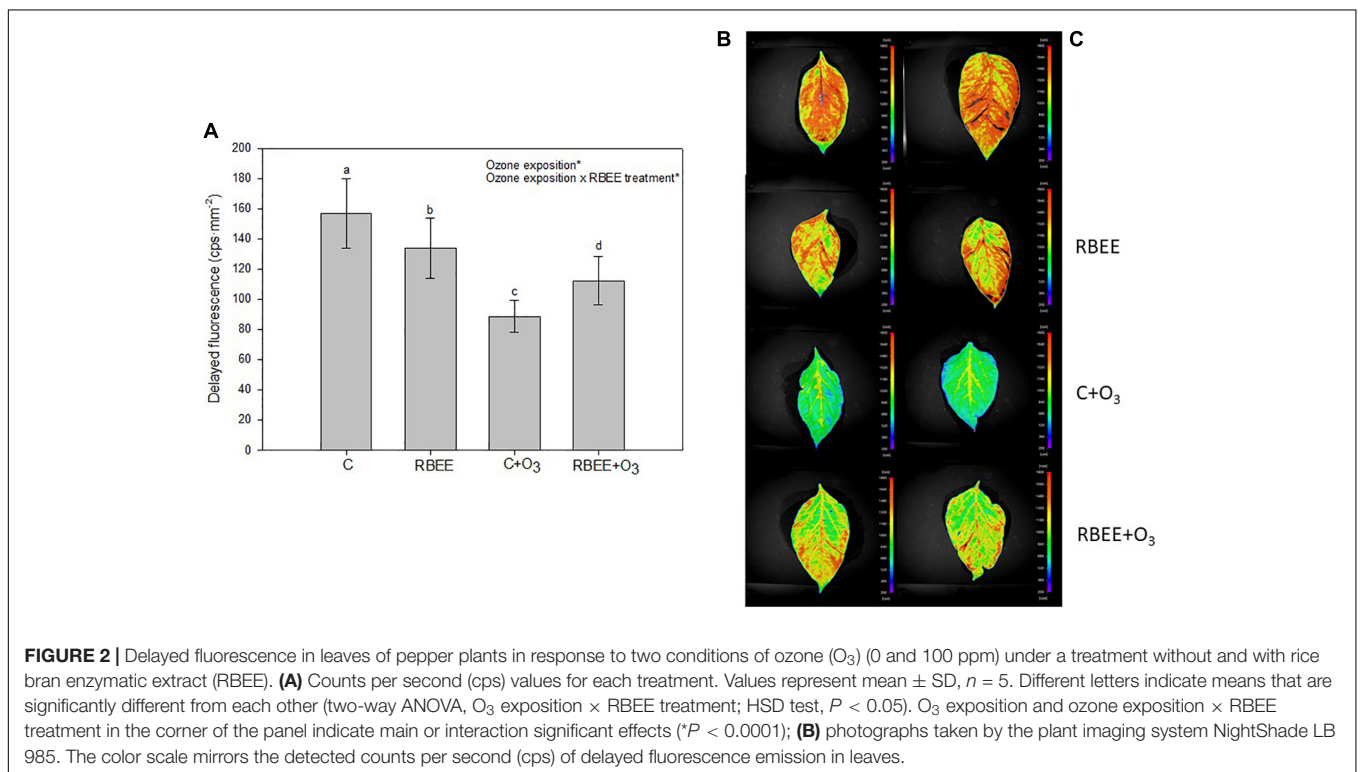 A
200
180
160
140
120
100
80
60
40
20
0
Delayed fluorescence (cps·mm⁻²)
Ozone exposition*
Ozone exposition x RBEE treatment*
a
b
c
d
C
RBEE
C+O₃
RBEE+O₃
B
C
RBEE
C+O₃
RBEE+O₃
FIGURE 2 | Delayed fluorescence in leaves of pepper plants in response to two conditions of ozone (O₃) (0 and 100 ppm) under a treatment without and with rice
bran enzymatic extract (RBEE). (A) Counts per second (cps) values for each treatment. Values represent mean ± SD, n = 5. Different letters indicate means that are
significantly different from each other (two-way ANOVA, O₃ exposition × RBEE treatment; HSD test, P < 0.05). O₃ exposition and ozone exposition × RBEE
treatment in the corner of the panel indicate main or interaction significant effects (*P < 0.0001); (B) photographs taken by the plant imaging system NightShade LB
985. The color scale mirrors the detected counts per second (cps) of delayed fluorescence emission in leaves.